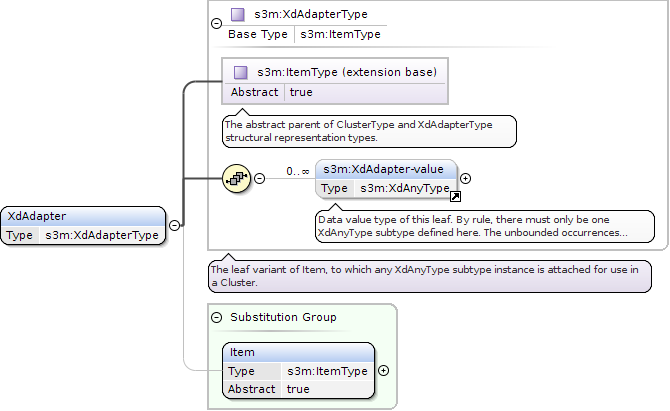 s3m:XdAdapterType
Base Type s3m:ItemType
s3m:ItemType (extension base)
Abstract true
The abstract parent of ClusterType and XdAdapterType
structural representation types.
0..∞
s3m:XdAdapter-value
Type s3m:XdAnyType
Data value type of this leaf. By rule, there must only be one
XdAnyType subtype defined here. The unbounded occurrences...
XdAdapter
Type s3m:XdAdapterType
The leaf variant of Item, to which any XdAnyType subtype instance is attached for use in
a Cluster.
Substitution Group
Item
Type s3m:ItemType
Abstract true